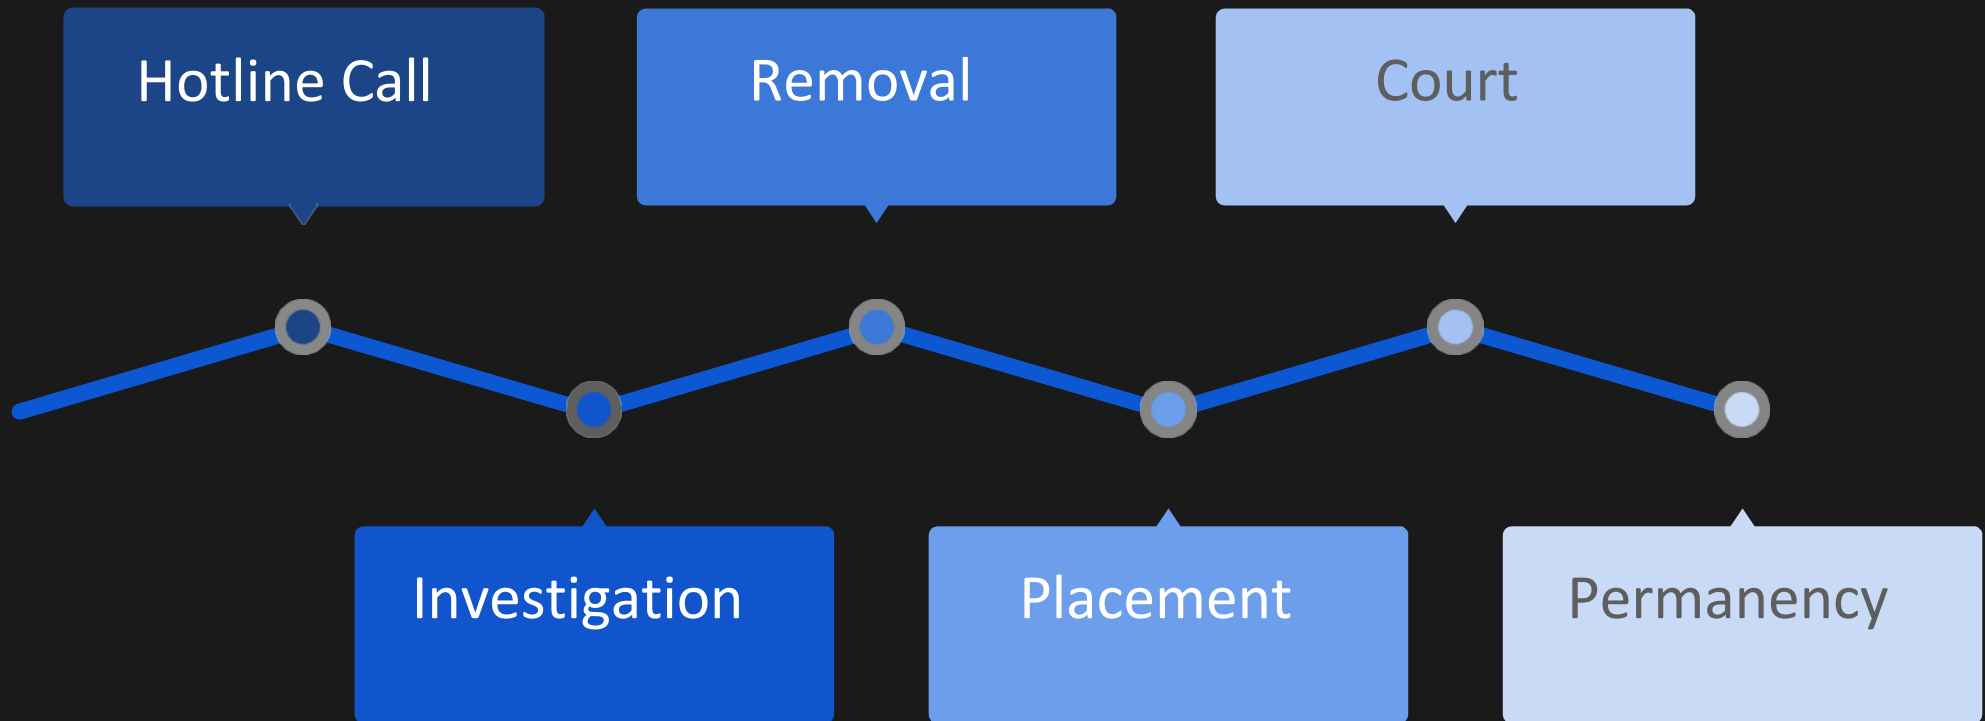 Hotline Call
Investigation
Removal
Placement
Court
Permanency